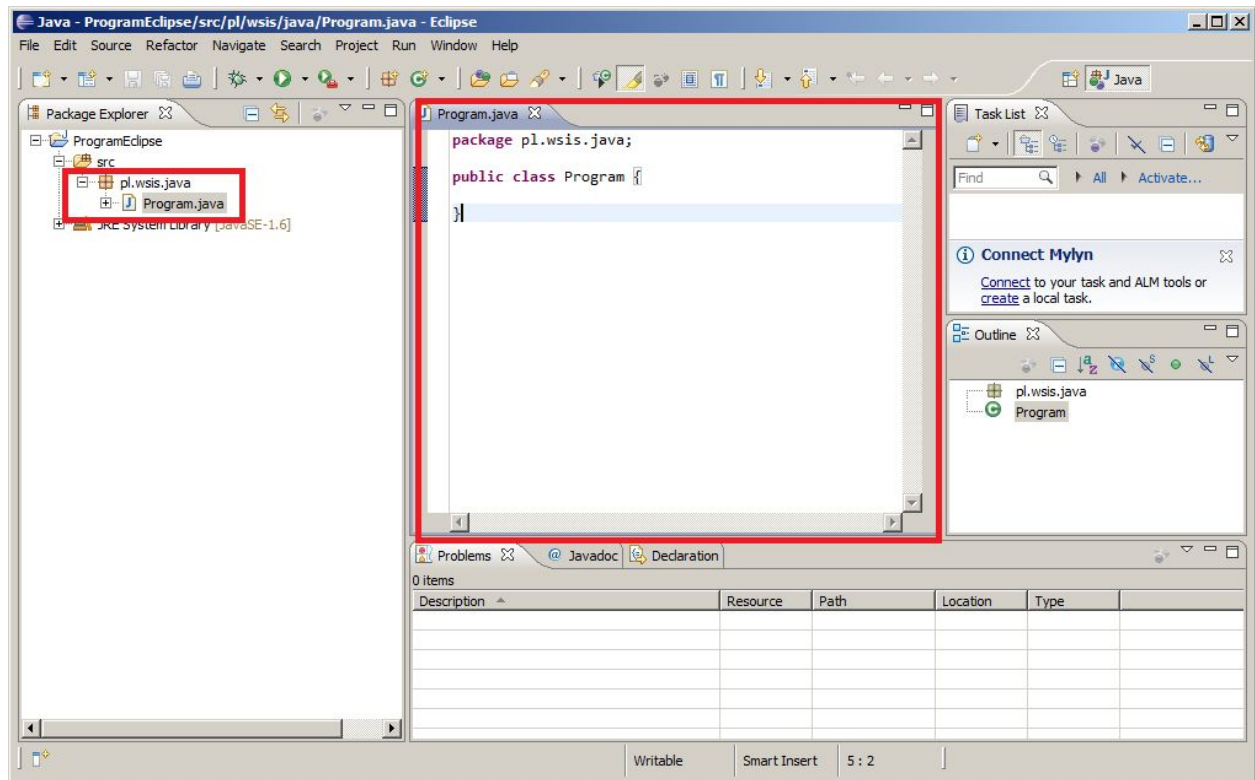 Java - ProgramEclipse/src/pl/wsis/java/Program.java - Eclipse
File Edit Source Refactor Navigate Search Project Run Window Help
Java
Package Explorer
ProgramEclipse
src
pl.wsis.java
Program.java
JRE System Library [JavaSE-1.6]
Program.java
package pl.wsis.java;
public class Program {
}
Task List
Find All Activate...
Connect Mylyn
Connect to your task and ALM tools or
create a local task.
Outline
pl.wsis.java
Program
Problems @ Javadoc Declaration
0 items
Description Resource Path Location Type
Writable Smart Insert 5 : 2